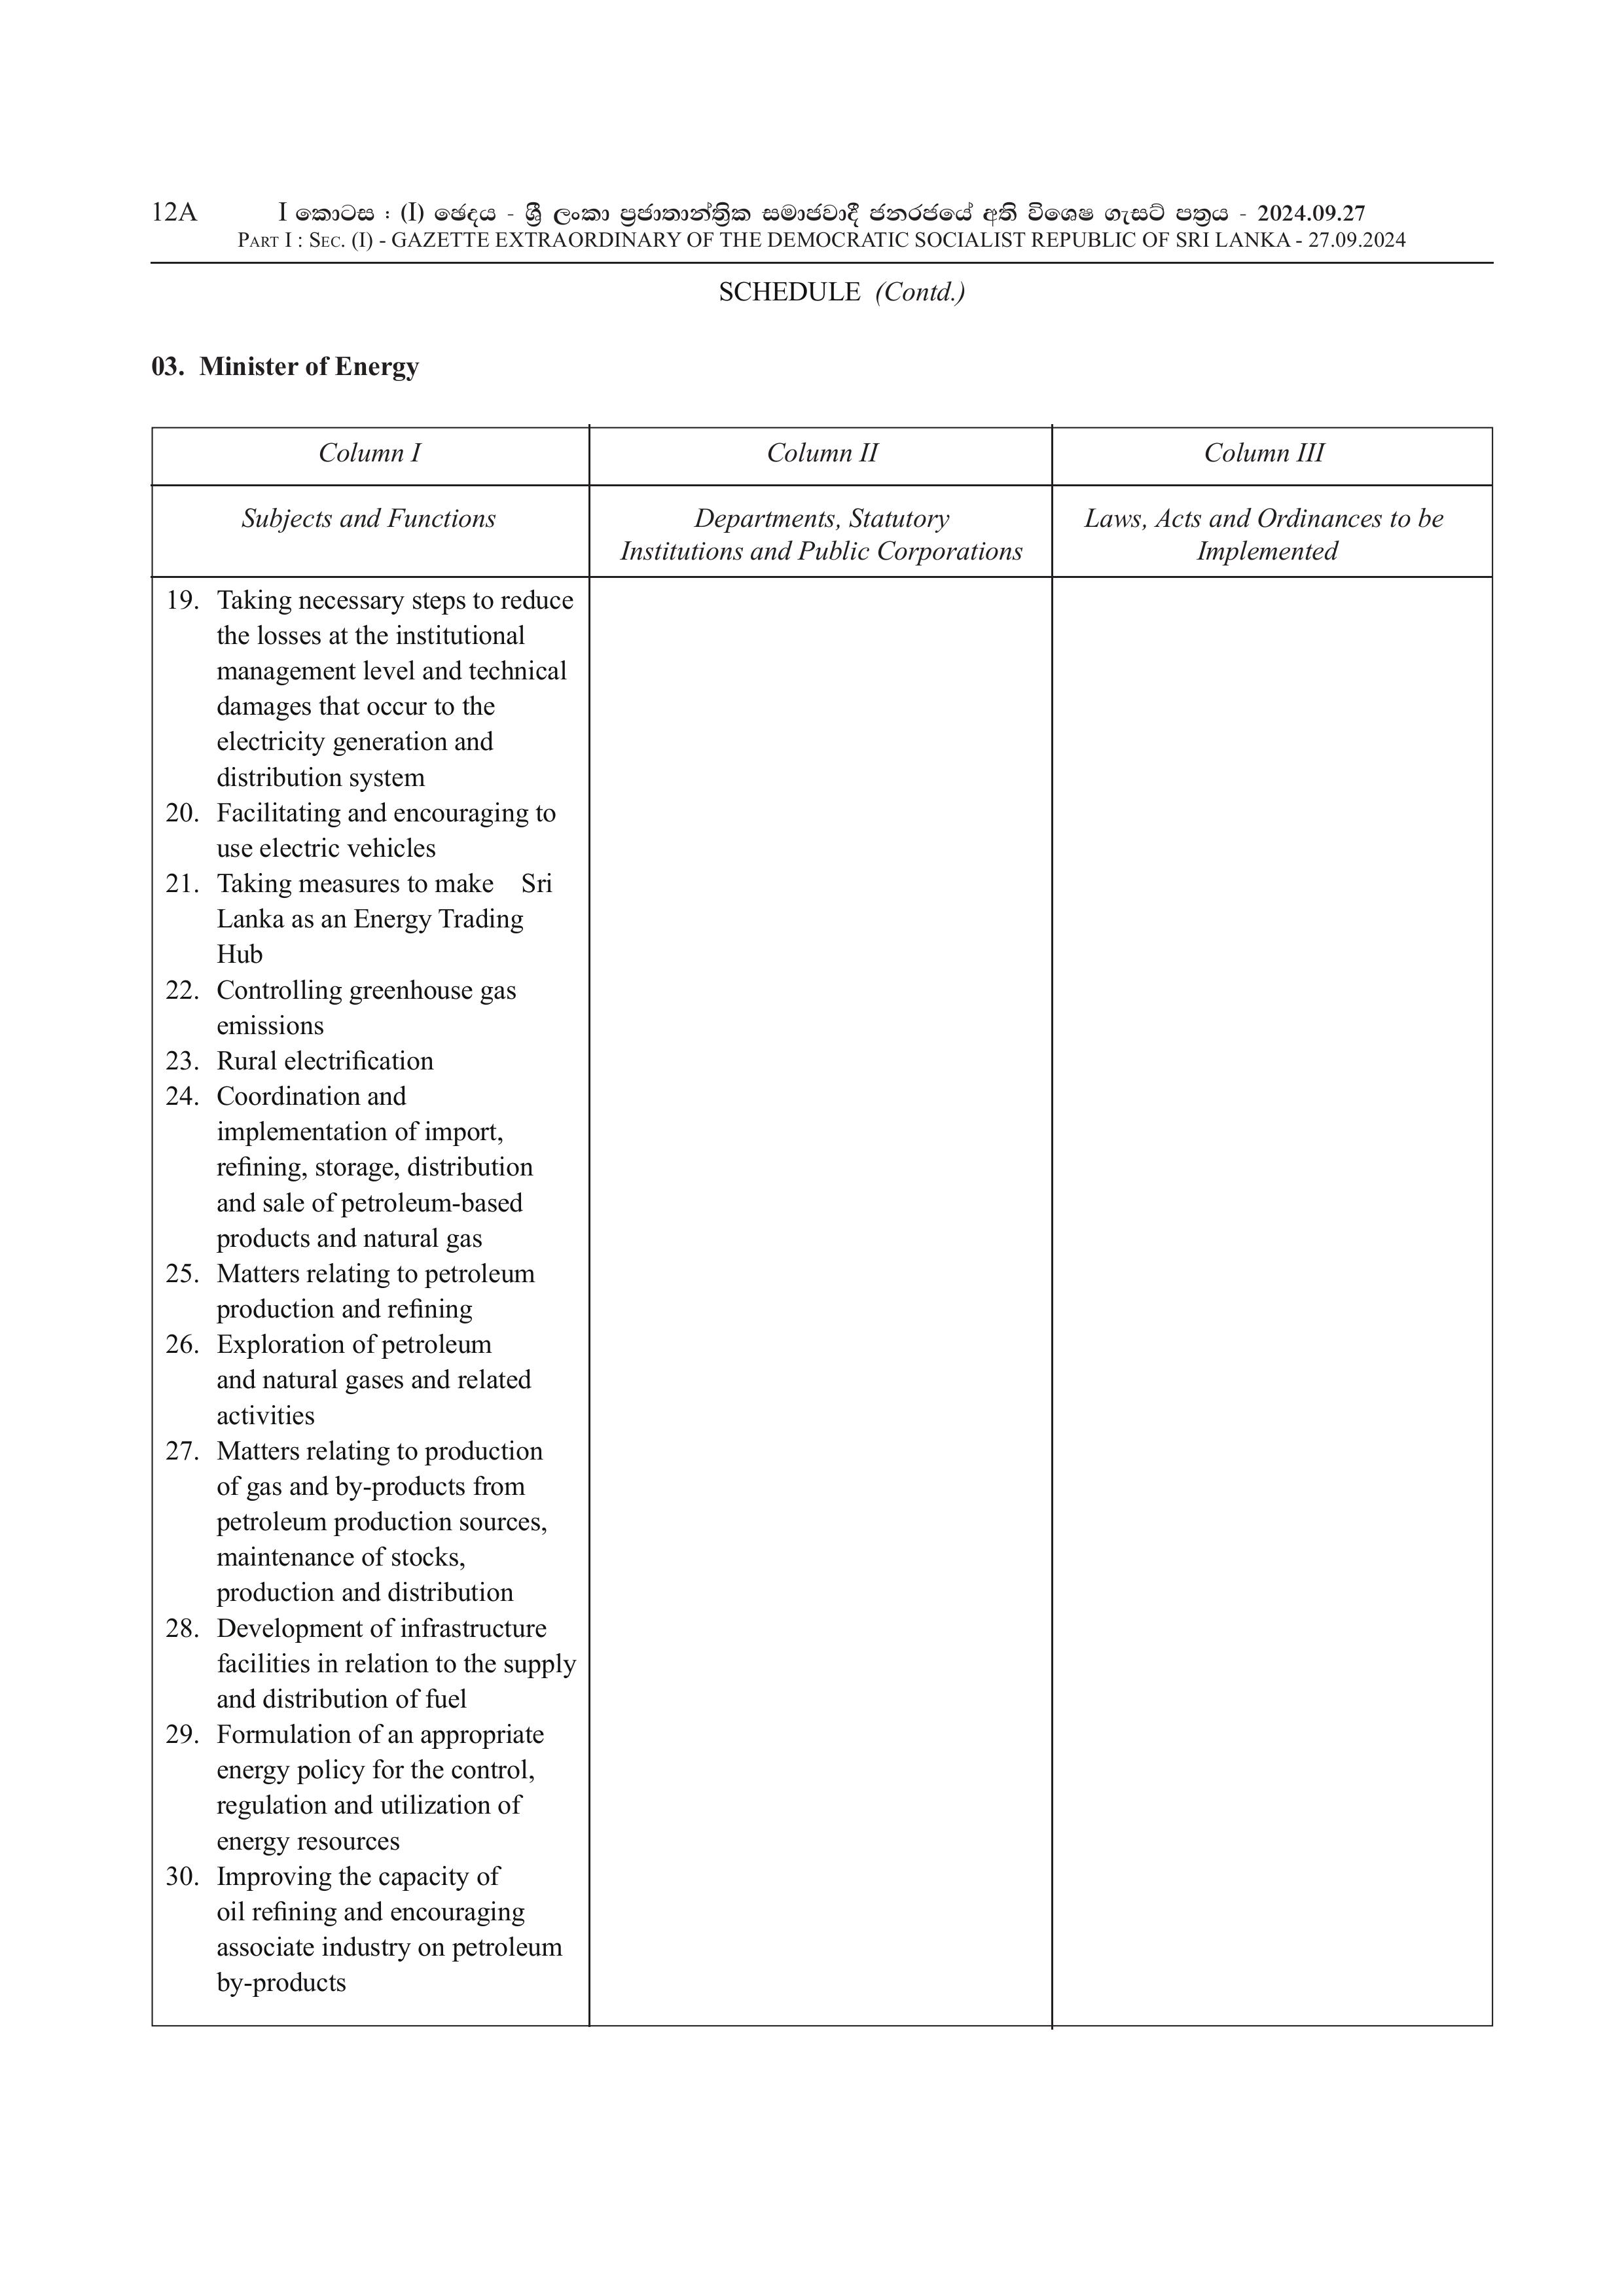 12A I කොටස : (I) ඡෙදය - ශ්‍රී ලංකා ප්‍රජාතාන්ත්‍රික සමාජවාදී ජනරජයේ අති විශෙෂ ගැසට් පත්‍රය - 2024.09.27
PART I : SEC. (I) - GAZETTE EXTRAORDINARY OF THE DEMOCRATIC SOCIALIST REPUBLIC OF SRI LANKA - 27.09.2024
SCHEDULE (Contd.)
03. Minister of Energy
Column I Column II Column III
Subjects and Functions Departments, Statutory Laws, Acts and Ordinances to be
Institutions and Public Corporations Implemented
19. Taking necessary steps to reduce
the losses at the institutional
management level and technical
damages that occur to the
electricity generation and
distribution system
20. Facilitating and encouraging to
use electric vehicles
21. Taking measures to make Sri
Lanka as an Energy Trading
Hub
22. Controlling greenhouse gas
emissions
23. Rural electrification
24. Coordination and
implementation of import,
refining, storage, distribution
and sale of petroleum-based
products and natural gas
25. Matters relating to petroleum
production and refining
26. Exploration of petroleum
and natural gases and related
activities
27. Matters relating to production
of gas and by-products from
petroleum production sources,
maintenance of stocks,
production and distribution
28. Development of infrastructure
facilities in relation to the supply
and distribution of fuel
29. Formulation of an appropriate
energy policy for the control,
regulation and utilization of
energy resources
30. Improving the capacity of
oil refining and encouraging
associate industry on petroleum
by-products